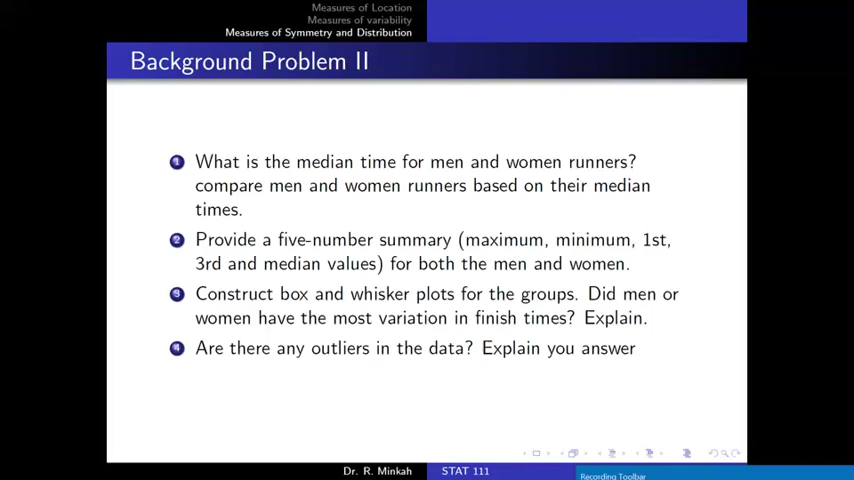 Measures of Location
Measures of variability
Measures of Symmetry and Distribution
Background Problem II
1 What is the median time for men and women runners?
compare men and women runners based on their median
times.
2 Provide a five-number summary (maximum, minimum, 1st,
3rd and median values) for both the men and women.
3 Construct box and whisker plots for the groups. Did men or
women have the most variation in finish times? Explain.
4 Are there any outliers in the data? Explain you answer
Dr. R. Minkah STAT 111
Recording Toolbar